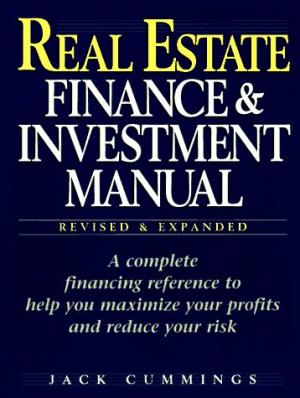 REAL ESTATE
FINANCE &
INVESTMENT
MANUAL
REVISED & EXPANDED
A complete
financing reference to
help you maximize your profits
and reduce your risk
JACK CUMMINGS